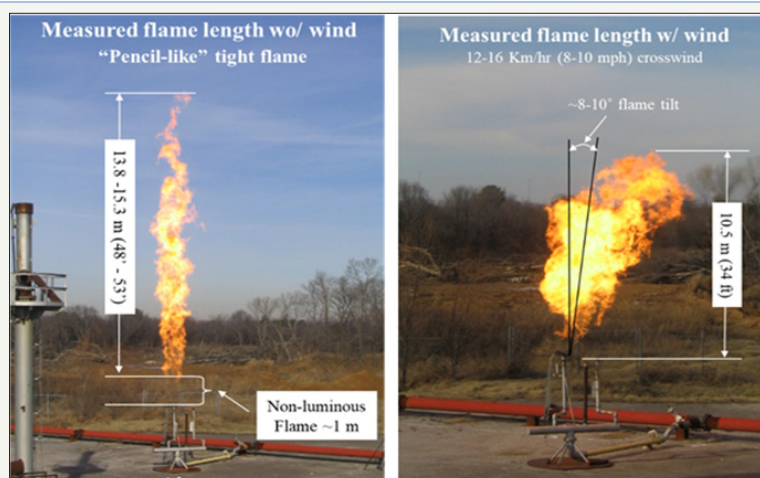 Measured flame length wo/ wind
“Pencil-like” tight flame
13.8 -15.3 m (48' - 53')
Non-luminous
Flame ~1 m
Measured flame length w/ wind
12-16 Km/hr (8-10 mph) crosswind
~8-10˚ flame tilt
10.5 m (34 ft)